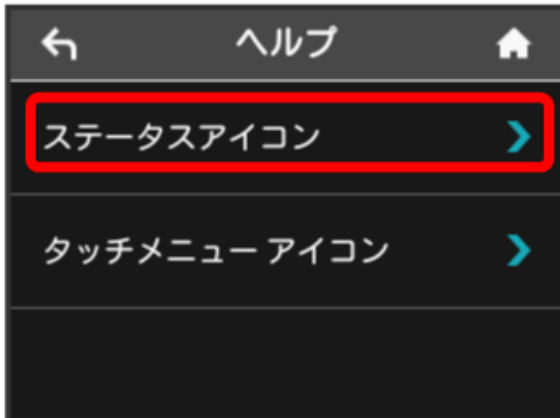 ヘルプ
ステータスアイコン
タッチメニュー アイコン